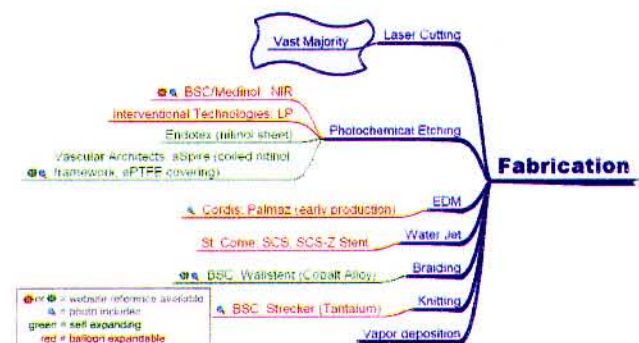 Vast Majority
Laser Cutting
BSC/Medinol: NIR
Interventional Technologies: LP
Endotex (nitinol sheet)
Vascular Architects: aSpire (coiled nitinol
framework, ePTFE covering)
Photochemical Etching
Fabrication
Cordis: Palmaz (early production)
EDM
St. Come: SCS, SCS-Z Stent
Water Jet
BSC: Wallstent (Cobalt Alloy)
Braiding
BSC: Strecker (Tantalum)
Knitting
Vapor deposition
or = website reference available
= photo includes
green = self expanding
red = balloon expandable